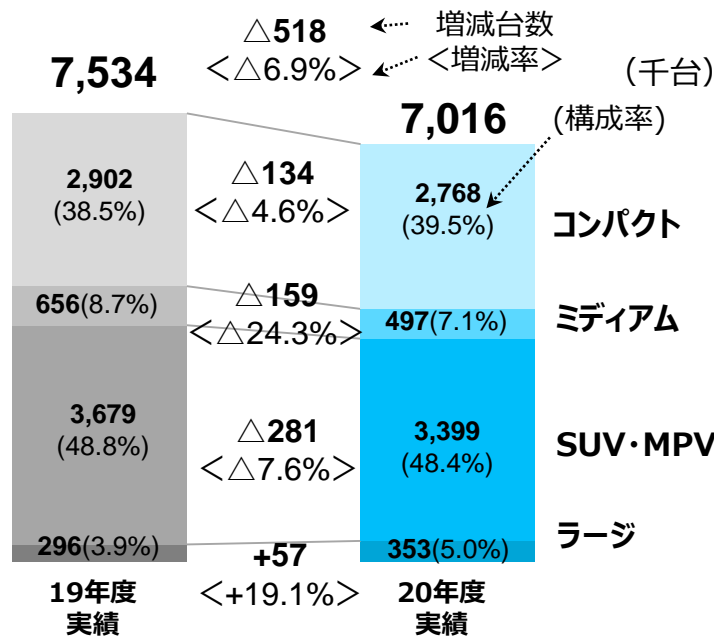 △518
増減台数
7,534
<△6.9%>
<増減率>
(千台)
7,016
(構成率)
2,902
(38.5%)
△134
<△4.6%>
2,768
(39.5%)
コンパクト
656(8.7%)
△159
<△24.3%>
497(7.1%)
ミディアム
3,679
(48.8%)
△281
<△7.6%>
3,399
(48.4%)
SUV・MPV
296(3.9%)
+57
<+19.1%>
353(5.0%)
ラージ
19年度
実績
20年度
実績